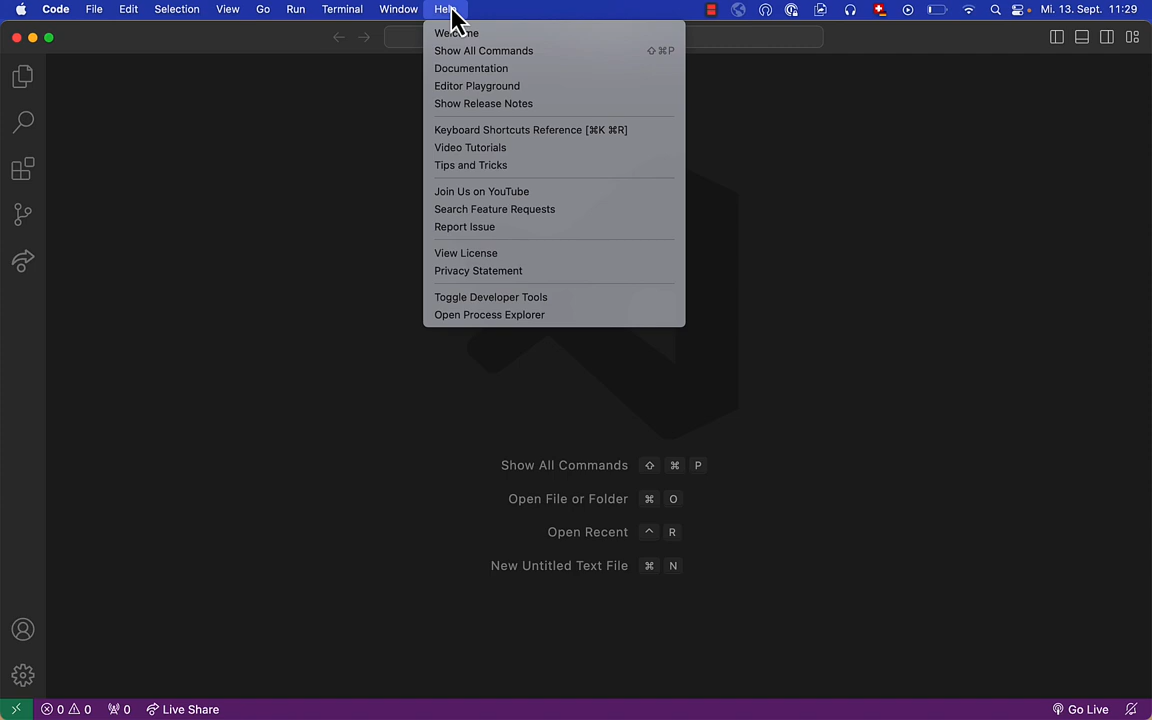 Code File Edit Selection View Go Run Terminal Window Help Mi. 13. Sept. 11:29
Welcome
Show All Commands ⇧⌘P
Documentation
Editor Playground
Show Release Notes
Keyboard Shortcuts Reference [⌘K ⌘R]
Video Tutorials
Tips and Tricks
Join Us on YouTube
Search Feature Requests
Report Issue
View License
Privacy Statement
Toggle Developer Tools
Open Process Explorer
Show All Commands ⇧ ⌘ P
Open File or Folder ⌘ O
Open Recent ^ R
New Untitled Text File ⌘ N
0 0 0 Live Share Go Live